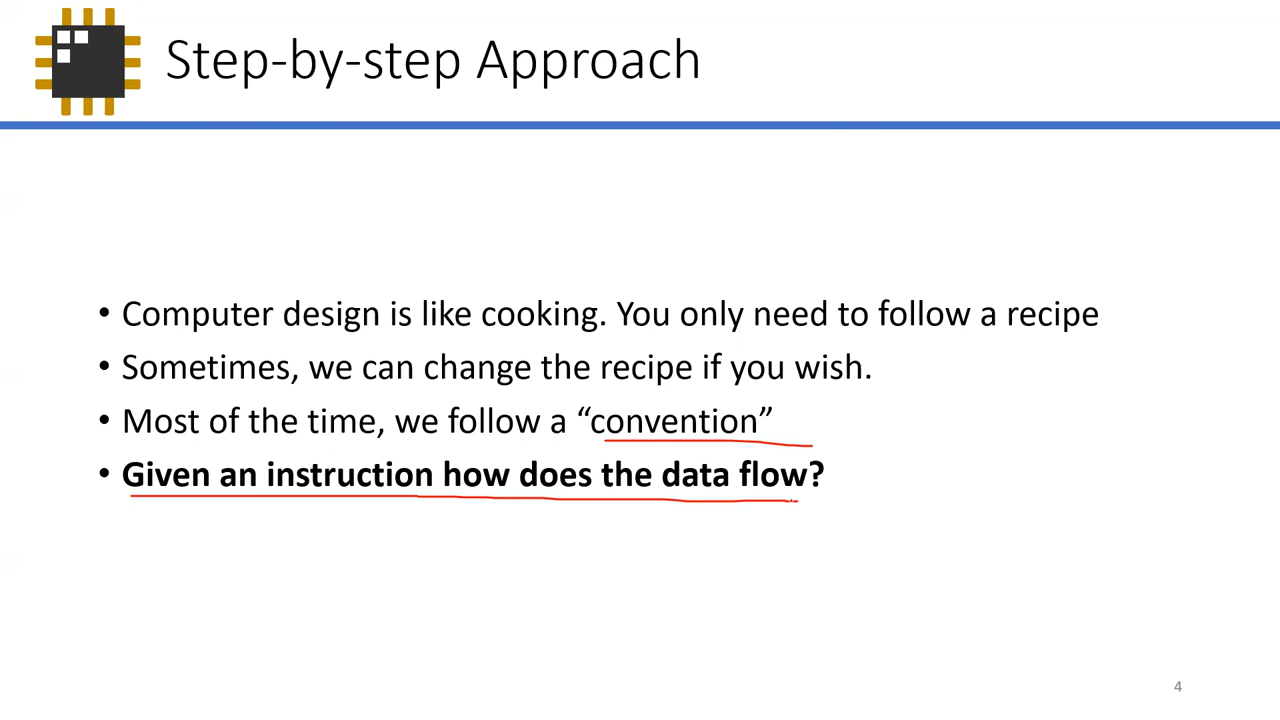 Step-by-step Approach
• Computer design is like cooking. You only need to follow a recipe
• Sometimes, we can change the recipe if you wish.
• Most of the time, we follow a “convention”
• Given an instruction how does the data flow?
4